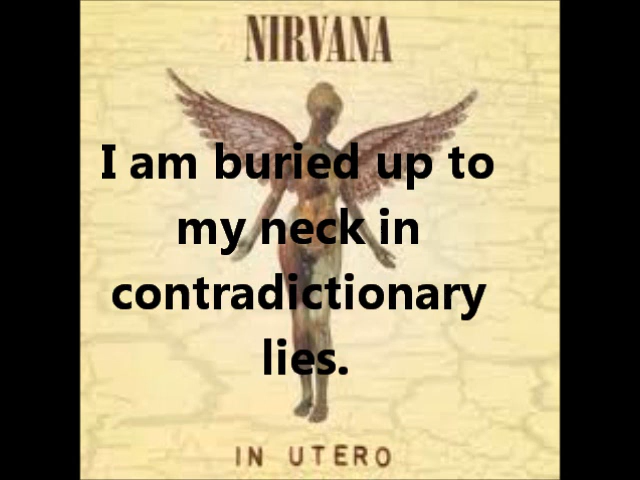 NIRVANA
I am buried up to
my neck in
contradictionary
lies.
IN UTERO